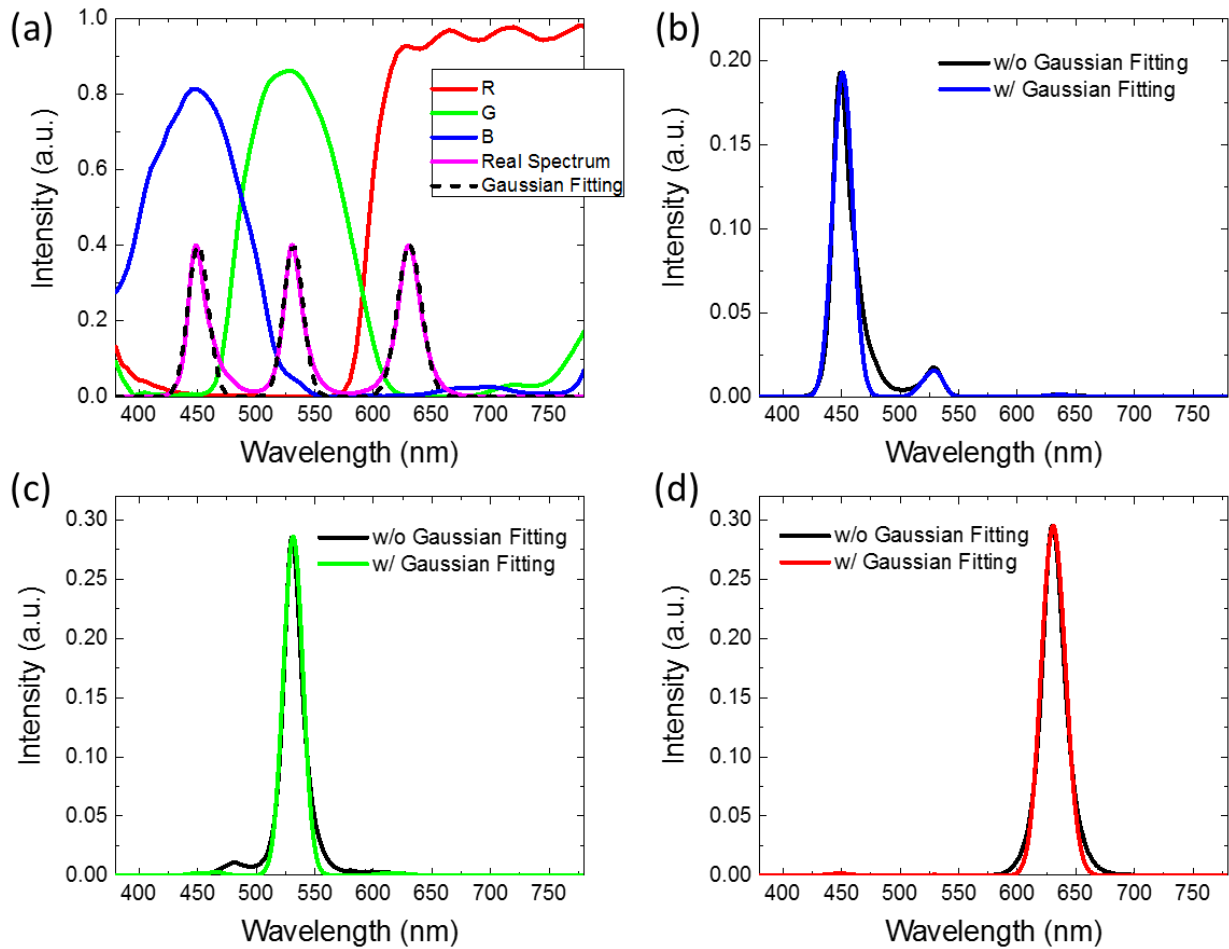 (a)
1.0
0.8
0.6
0.4
0.2
0.0
Intensity (a.u.)
R
G
B
Real Spectrum
Gaussian Fitting
400 450 500 550 600 650 700 750
Wavelength (nm)
(b)
0.20
0.15
0.10
0.05
0.00
Intensity (a.u.)
w/o Gaussian Fitting
w/ Gaussian Fitting
400 450 500 550 600 650 700 750
Wavelength (nm)
(c)
0.30
0.25
0.20
0.15
0.10
0.05
0.00
Intensity (a.u.)
w/o Gaussian Fitting
w/ Gaussian Fitting
400 450 500 550 600 650 700 750
Wavelength (nm)
(d)
0.30
0.25
0.20
0.15
0.10
0.05
0.00
Intensity (a.u.)
w/o Gaussian Fitting
w/ Gaussian Fitting
400 450 500 550 600 650 700 750
Wavelength (nm)